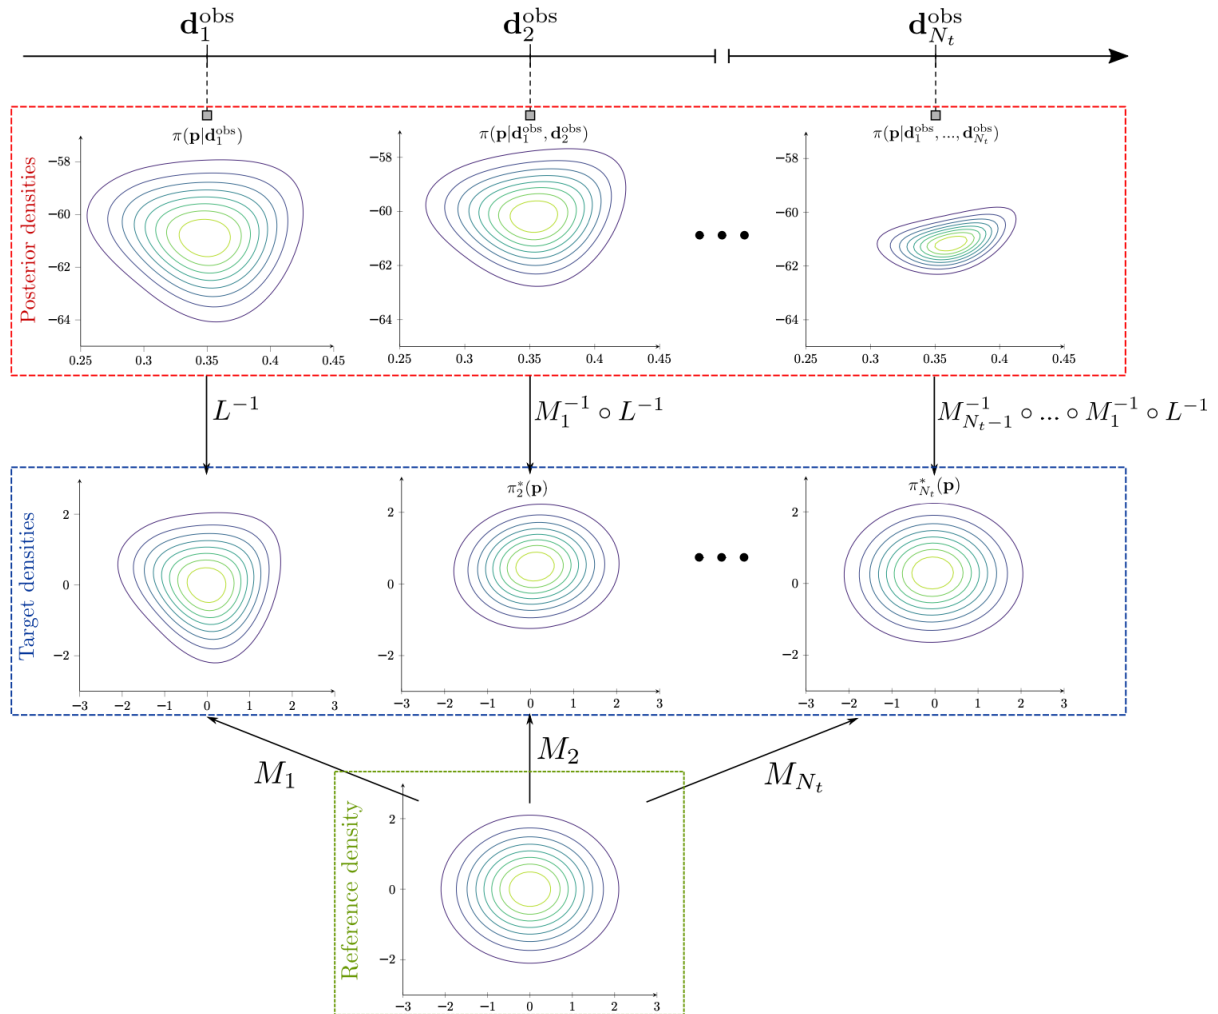 d_1^obs d_2^obs d_{N_t}^obs
Posterior densities
π(p|d_1^obs) π(p|d_1^obs, d_2^obs) π(p|d_1^obs, ..., d_{N_t}^obs)
−58 −60 −62 −64
0.25 0.3 0.35 0.4 0.45
−58 −60 −62 −64
0.25 0.3 0.35 0.4 0.45
−58 −60 −62 −64
0.25 0.3 0.35 0.4 0.45
L^{−1} M_1^{−1} ∘ L^{−1} M_{N_t−1}^{−1} ∘ ... ∘ M_1^{−1} ∘ L^{−1}
Target densities
π_2^*(p) π_{N_t}^*(p)
2 0 −2
−3 −2 −1 0 1 2 3
2 0 −2
−3 −2 −1 0 1 2 3
2 0 −2
−3 −2 −1 0 1 2 3
M_1 M_2 M_{N_t}
Reference density
2 0 −2
−3 −2 −1 0 1 2 3